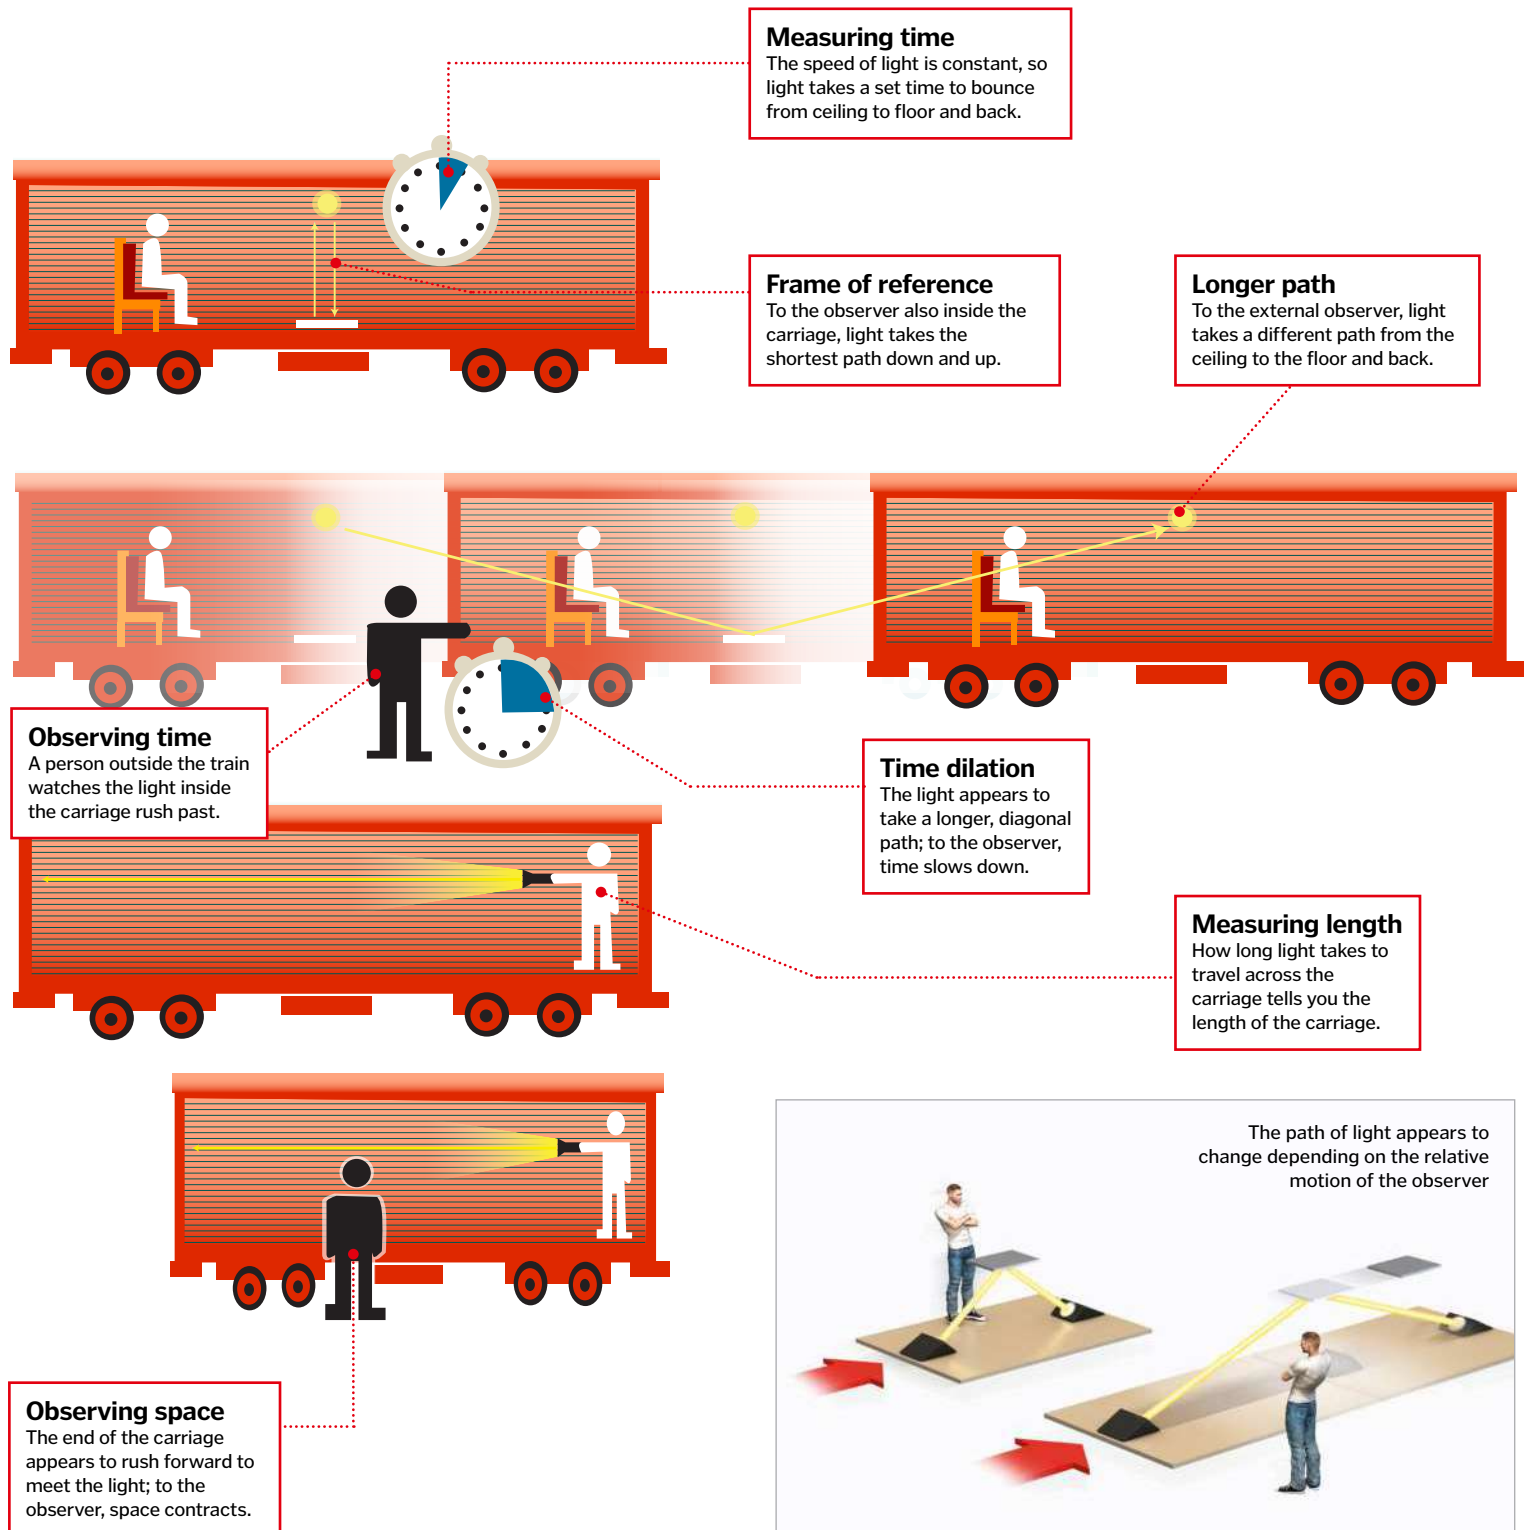 Measuring time
The speed of light is constant, so
light takes a set time to bounce
from ceiling to floor and back.
Frame of reference
To the observer also inside the
carriage, light takes the
shortest path down and up.
Longer path
To the external observer, light
takes a different path from the
ceiling to the floor and back.
Observing time
A person outside the train
watches the light inside
the carriage rush past.
Time dilation
The light appears to
take a longer, diagonal
path; to the observer,
time slows down.
Measuring length
How long light takes to
travel across the
carriage tells you the
length of the carriage.
The path of light appears to
change depending on the relative
motion of the observer
Observing space
The end of the carriage
appears to rush forward to
meet the light; to the
observer, space contracts.